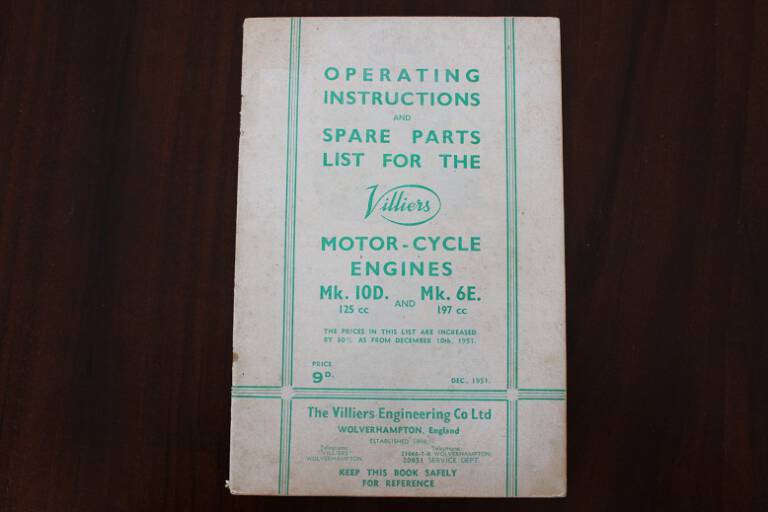 OPERATING
INSTRUCTIONS
AND
SPARE PARTS
LIST FOR THE
Villiers
MOTOR-CYCLE
ENGINES
Mk. 10D. AND Mk. 6E.
125 cc 197 cc
THE PRICES IN THIS LIST ARE INCREASED
BY 30% AS FROM DECEMBER 10th, 1951.
PRICE
9D. DEC. 1951.
The Villiers Engineering Co Ltd
WOLVERHAMPTON, England
ESTABLISHED 1898
Telegrams: Telephone:
VILLIERS WOLVERHAMPTON
WOLVERHAMPTON. 20851 SERVICE DEPT.
KEEP THIS BOOK SAFELY
FOR REFERENCE